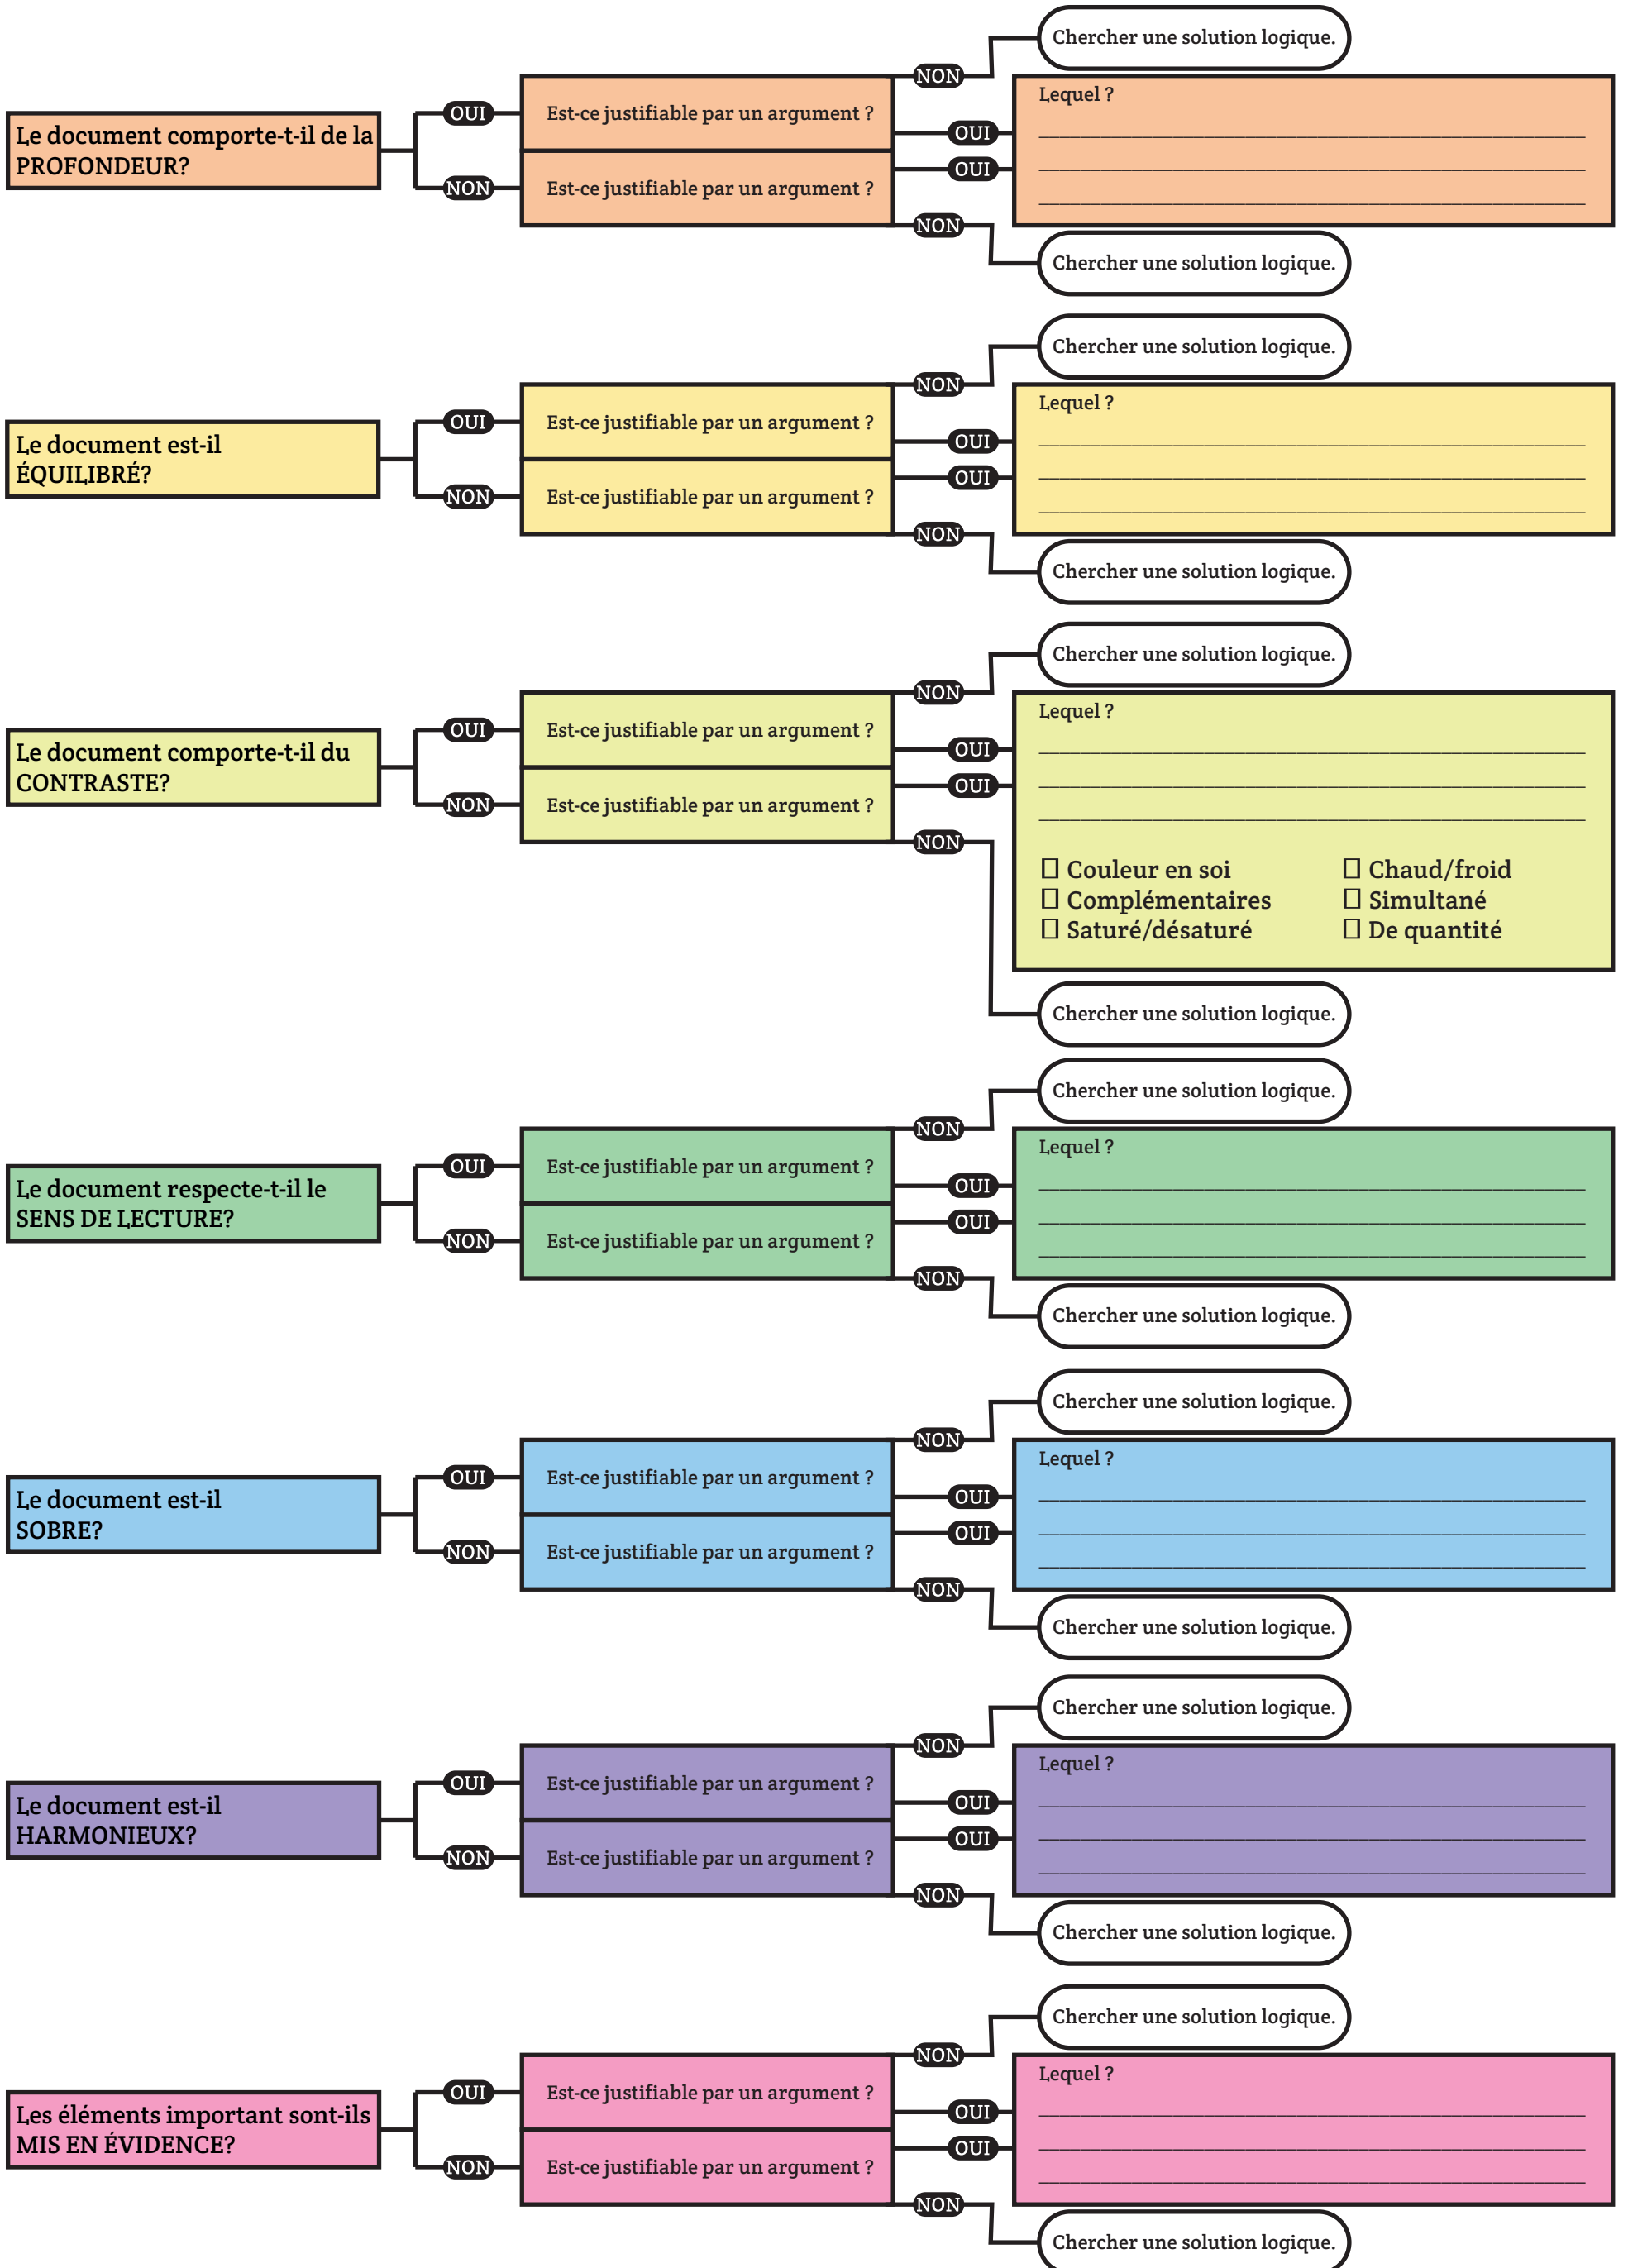 Chercher une solution logique.
NON
Lequel ?
OUI
Est-ce justifiable par un argument ?
OUI
Le document comporte-t-il de la
PROFONDEUR?
OUI
NON
Est-ce justifiable par un argument ?
NON
Chercher une solution logique.
Chercher une solution logique.
NON
Lequel ?
OUI
Est-ce justifiable par un argument ?
OUI
Le document est-il
ÉQUILIBRÉ?
OUI
NON
Est-ce justifiable par un argument ?
NON
Chercher une solution logique.
Chercher une solution logique.
NON
Lequel ?
OUI
Est-ce justifiable par un argument ?
OUI
Le document comporte-t-il du
CONTRASTE?
OUI
NON
Est-ce justifiable par un argument ?
NON
Couleur en soi
Chaud/froid
Complémentaires
Simultané
Saturé/désaturé
De quantité
Chercher une solution logique.
Chercher une solution logique.
NON
Lequel ?
OUI
Est-ce justifiable par un argument ?
OUI
Le document respecte-t-il le
SENS DE LECTURE?
OUI
NON
Est-ce justifiable par un argument ?
NON
Chercher une solution logique.
Chercher une solution logique.
NON
Lequel ?
OUI
Est-ce justifiable par un argument ?
OUI
Le document est-il
SOBRE?
OUI
NON
Est-ce justifiable par un argument ?
NON
Chercher une solution logique.
Chercher une solution logique.
NON
Lequel ?
OUI
Est-ce justifiable par un argument ?
OUI
Le document est-il
HARMONIEUX?
OUI
NON
Est-ce justifiable par un argument ?
NON
Chercher une solution logique.
Chercher une solution logique.
NON
Lequel ?
OUI
Est-ce justifiable par un argument ?
OUI
Les éléments important sont-ils
MIS EN ÉVIDENCE?
OUI
NON
Est-ce justifiable par un argument ?
NON
Chercher une solution logique.